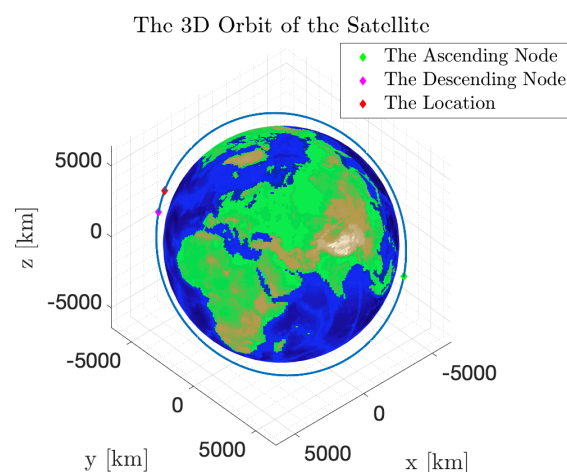 The 3D Orbit of the Satellite
The Ascending Node
The Descending Node
The Location
5000
0
-5000
z [km]
-5000
0
5000
y [km]
-5000
0
5000
x [km]